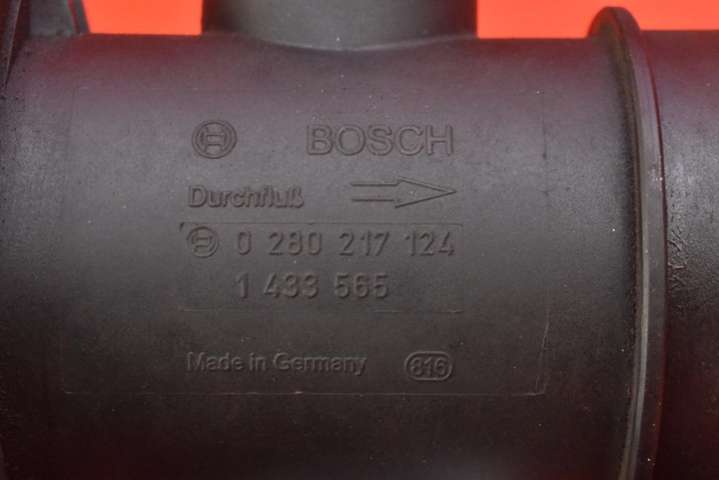 BOSCH
Durchfluß
0 280 217 124
1 433 565
Made in Germany 816